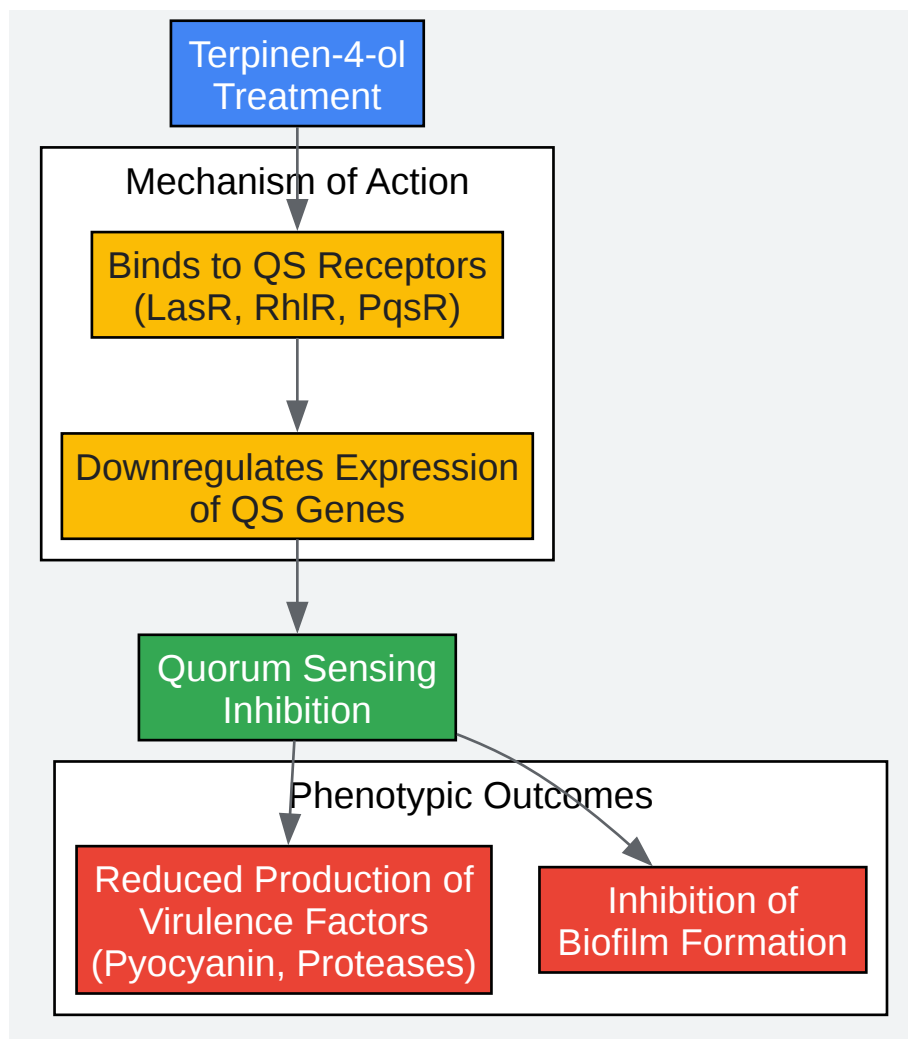 Terpinen-4-ol
Treatment
Mechanism of Action
Binds to QS Receptors
(LasR, RhlR, PqsR)
Downregulates Expression
of QS Genes
Quorum Sensing
Inhibition
Phenotypic Outcomes
Reduced Production of
Virulence Factors
(Pyocyanin, Proteases)
Inhibition of
Biofilm Formation